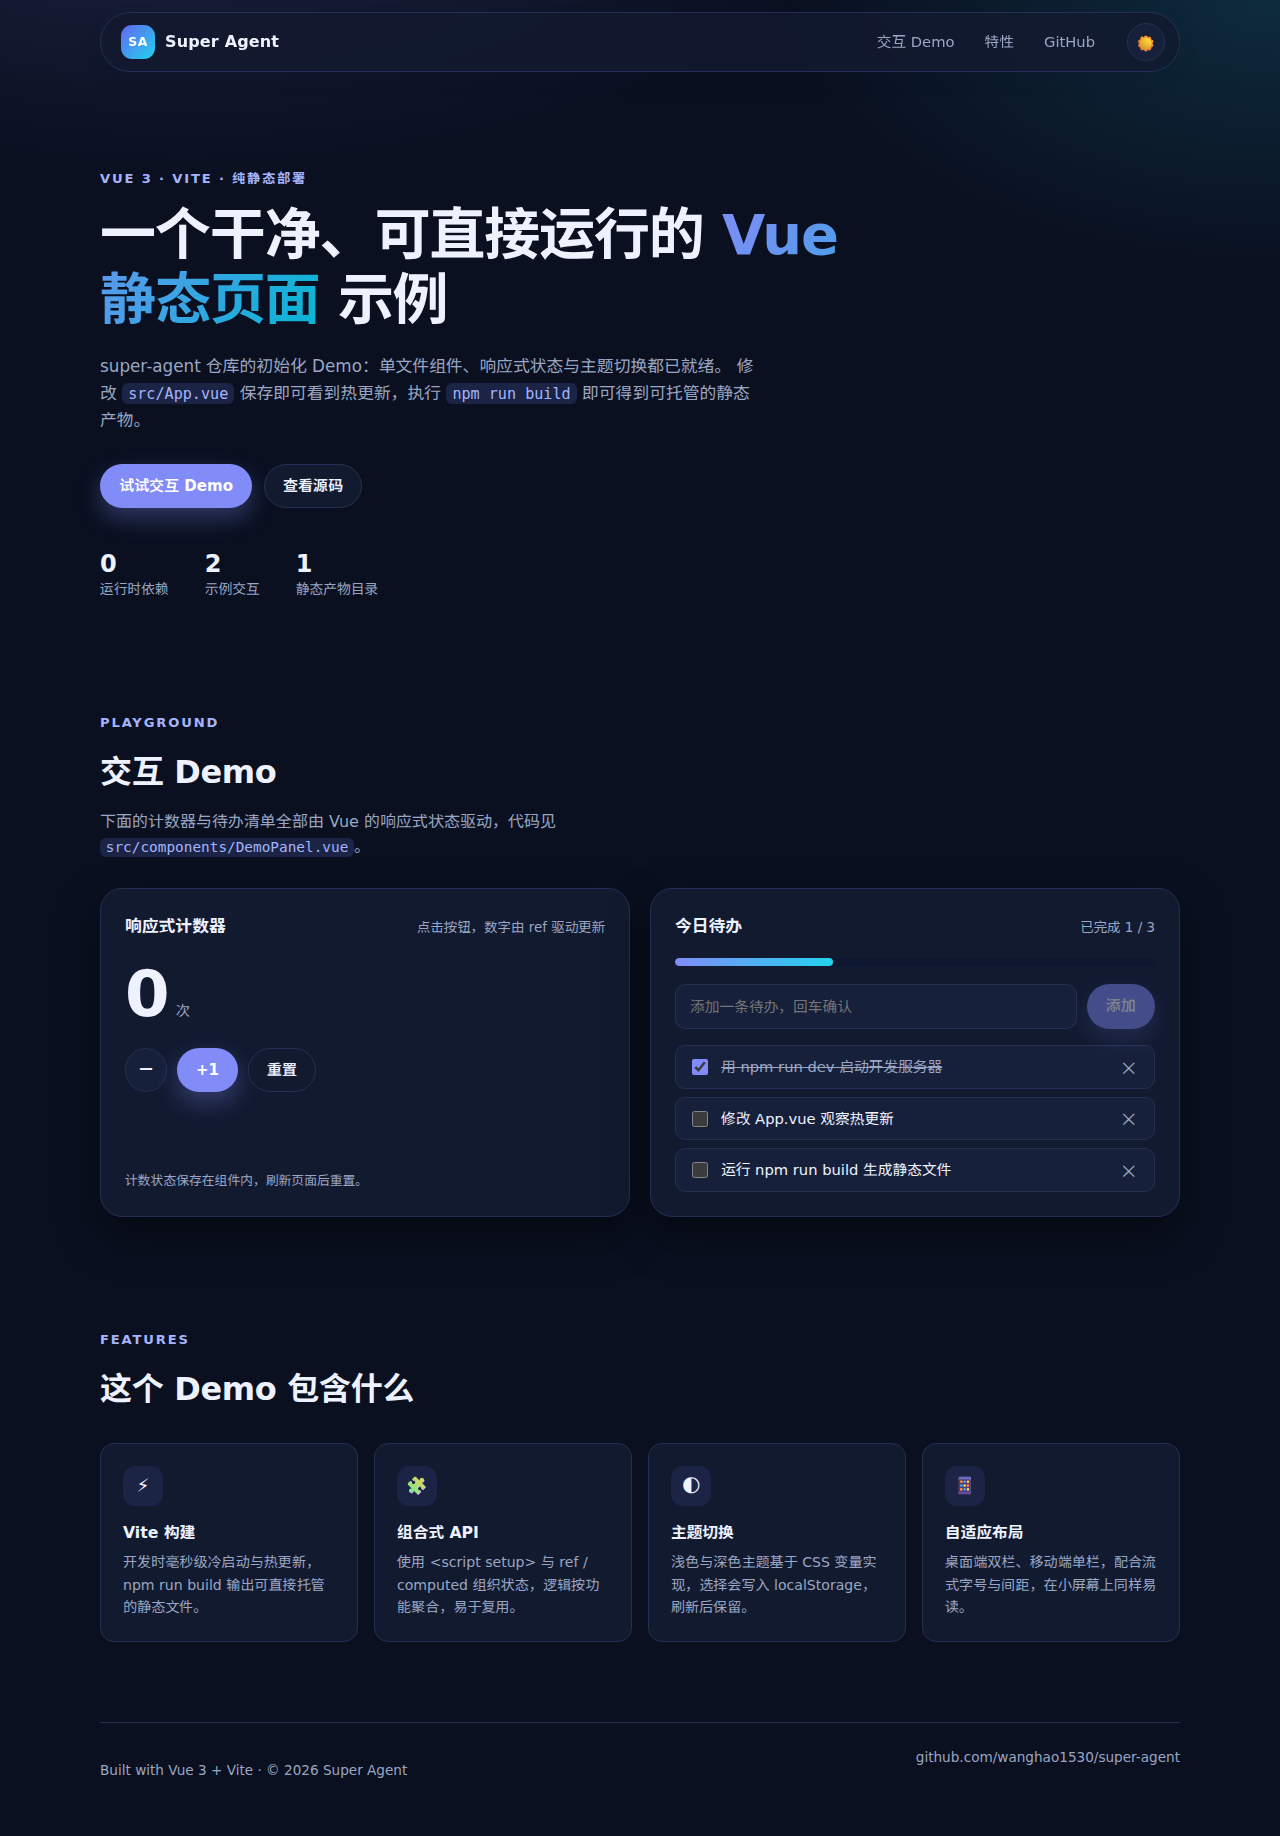 SA Super Agent 交互 Demo 特性 GitHub
VUE 3 · VITE · 纯静态部署
一个干净、可直接运行的 Vue
静态页面 示例
super-agent 仓库的初始化 Demo：单文件组件、响应式状态与主题切换都已就绪。 修
改 src/App.vue 保存即可看到热更新，执行 npm run build 即可得到可托管的静态
产物。
试试交互 Demo 查看源码
0 2 1
运行时依赖 示例交互 静态产物目录
PLAYGROUND
交互 Demo
下面的计数器与待办清单全部由 Vue 的响应式状态驱动，代码见
src/components/DemoPanel.vue。
响应式计数器 点击按钮，数字由 ref 驱动更新
0 次
− +1 重置
计数状态保存在组件内，刷新页面后重置。
今日待办 已完成 1 / 3
添加一条待办，回车确认 添加
用 npm run dev 启动开发服务器 ×
修改 App.vue 观察热更新 ×
运行 npm run build 生成静态文件 ×
FEATURES
这个 Demo 包含什么
Vite 构建
开发时毫秒级冷启动与热更新，
npm run build 输出可直接托管
的静态文件。
组合式 API
使用 <script setup> 与 ref /
computed 组织状态，逻辑按功
能聚合，易于复用。
主题切换
浅色与深色主题基于 CSS 变量实
现，选择会写入 localStorage，
刷新后保留。
自适应布局
桌面端双栏、移动端单栏，配合流
式字号与间距，在小屏幕上同样易
读。
Built with Vue 3 + Vite · © 2026 Super Agent
github.com/wanghao1530/super-agent